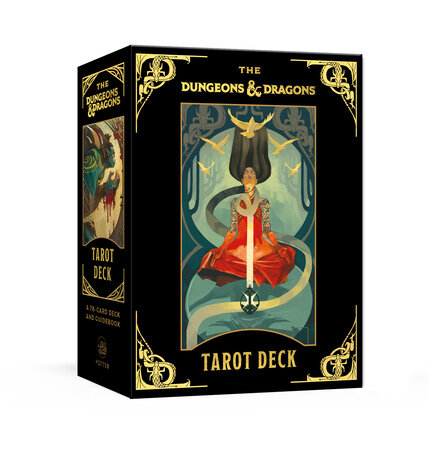 THE
DUNGEONS & DRAGONS
TAROT DECK
THE
DUNGEONS
& DRAGONS
TAROT
DECK
A 78-CARD DECK
AND GUIDEBOOK
POTTER